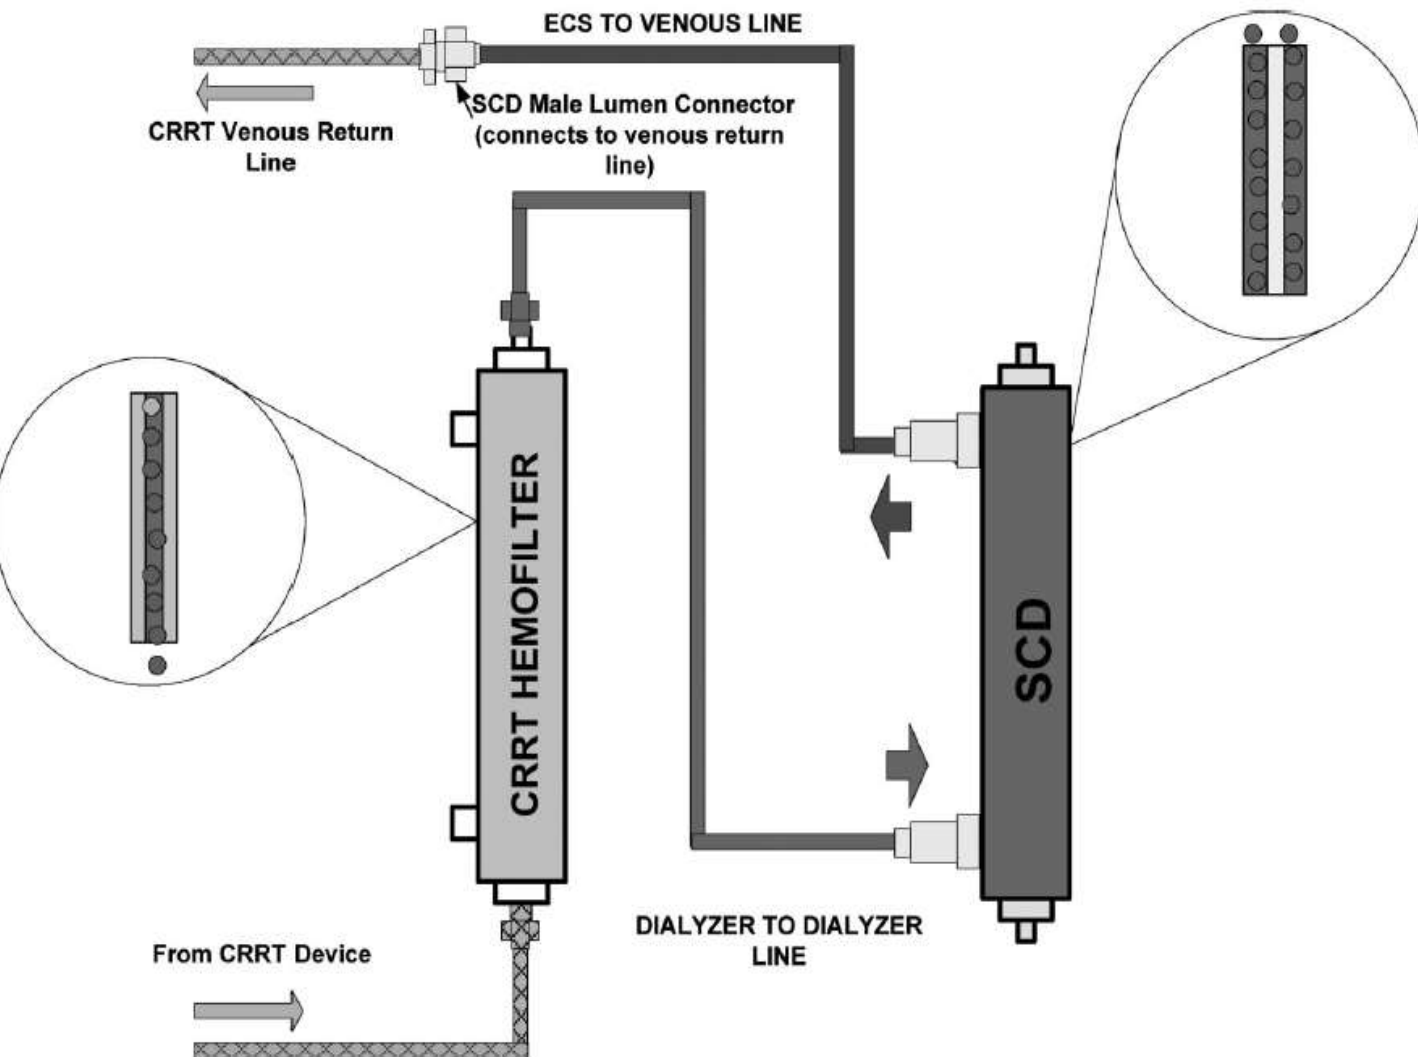 ECS TO VENOUS LINE
SCD Male Lumen Connector
(connects to venous return
line)
CRRT Venous Return
Line
CRRT HEMOFILTER
SCD
DIALYZER TO DIALYZER
LINE
From CRRT Device